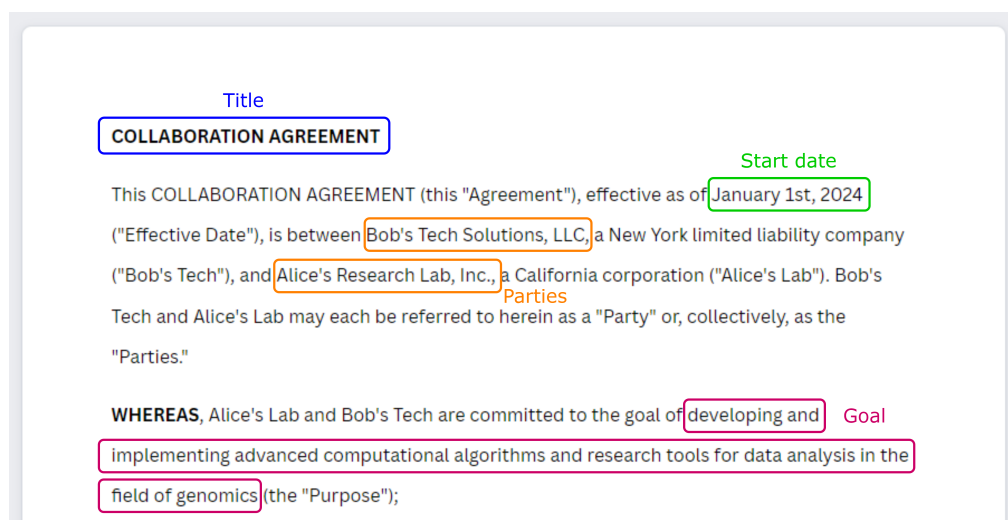 Title
COLLABORATION AGREEMENT
Start date
This COLLABORATION AGREEMENT (this "Agreement"), effective as of January 1st, 2024
("Effective Date"), is between Bob's Tech Solutions, LLC, a New York limited liability company
("Bob's Tech"), and Alice's Research Lab, Inc., a California corporation ("Alice's Lab"). Bob's
Parties
Tech and Alice's Lab may each be referred to herein as a "Party" or, collectively, as the
"Parties."
WHEREAS, Alice's Lab and Bob's Tech are committed to the goal of developing and Goal
implementing advanced computational algorithms and research tools for data analysis in the
field of genomics (the "Purpose");